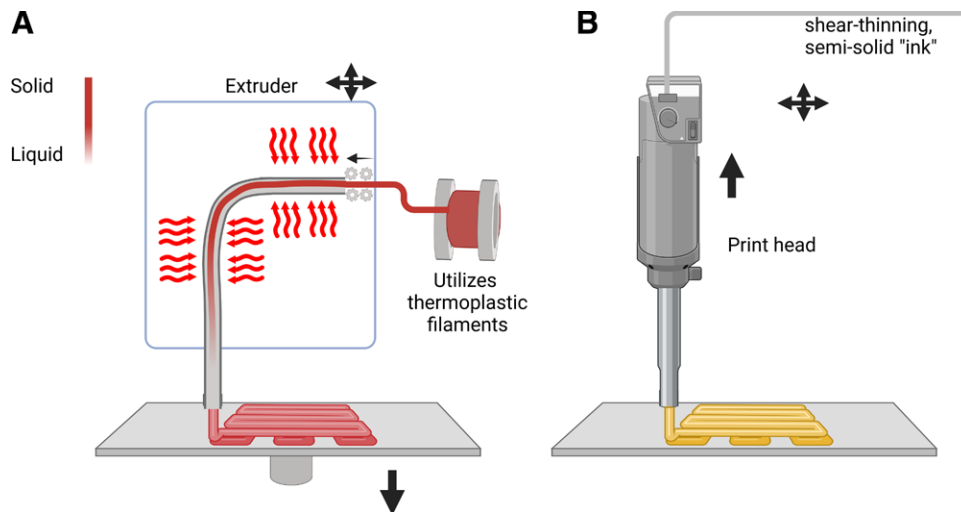 A
Solid
Liquid
Extruder
Utilizes
thermoplastic
filaments
B
shear-thinning,
semi-solid "ink"
Print head